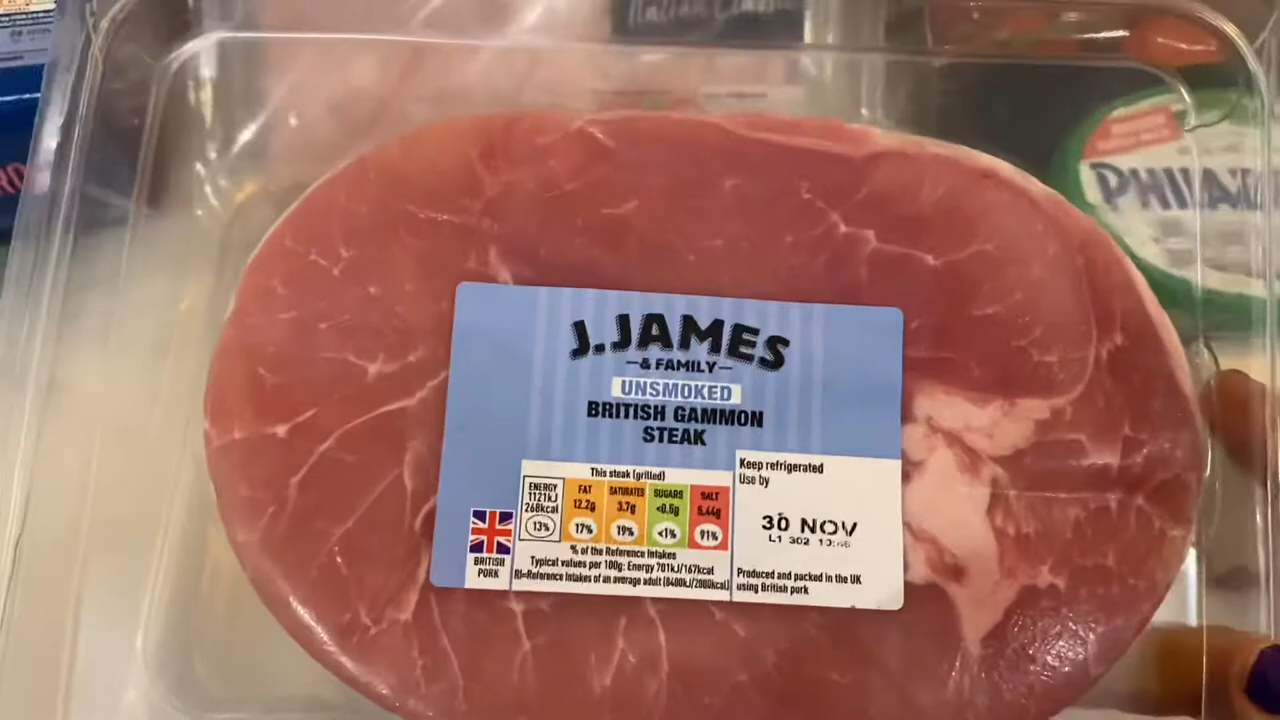 Italian
PHILA
J.JAMES
& FAMILY
UNSMOKED
BRITISH GAMMON
STEAK
This steak (grilled)
ENERGY
1121kJ
268kcal
13%
FAT
12.2g
17%
SATURATES
3.7g
19%
SUGARS
<0.6g
<1%
SALT
5.44g
91%
% of the Reference Intakes
Typical values per 100g: Energy 701kJ/167kcal
RI=Reference Intakes of an average adult (8400kJ/2000kcal)
BRITISH
PORK
Keep refrigerated
Use by
30 NOV
L1 302
Produced and packed in the UK
using British pork